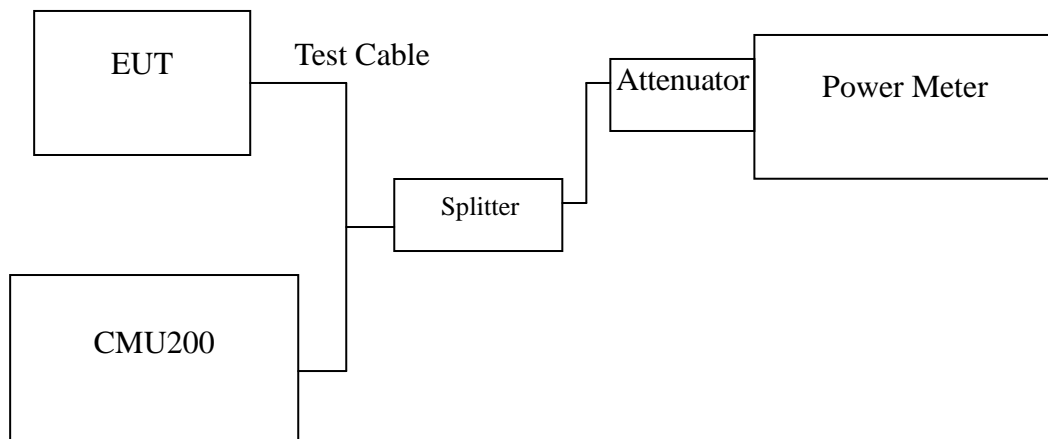 EUT
Test Cable
Attenuator
Power Meter
Splitter
CMU200